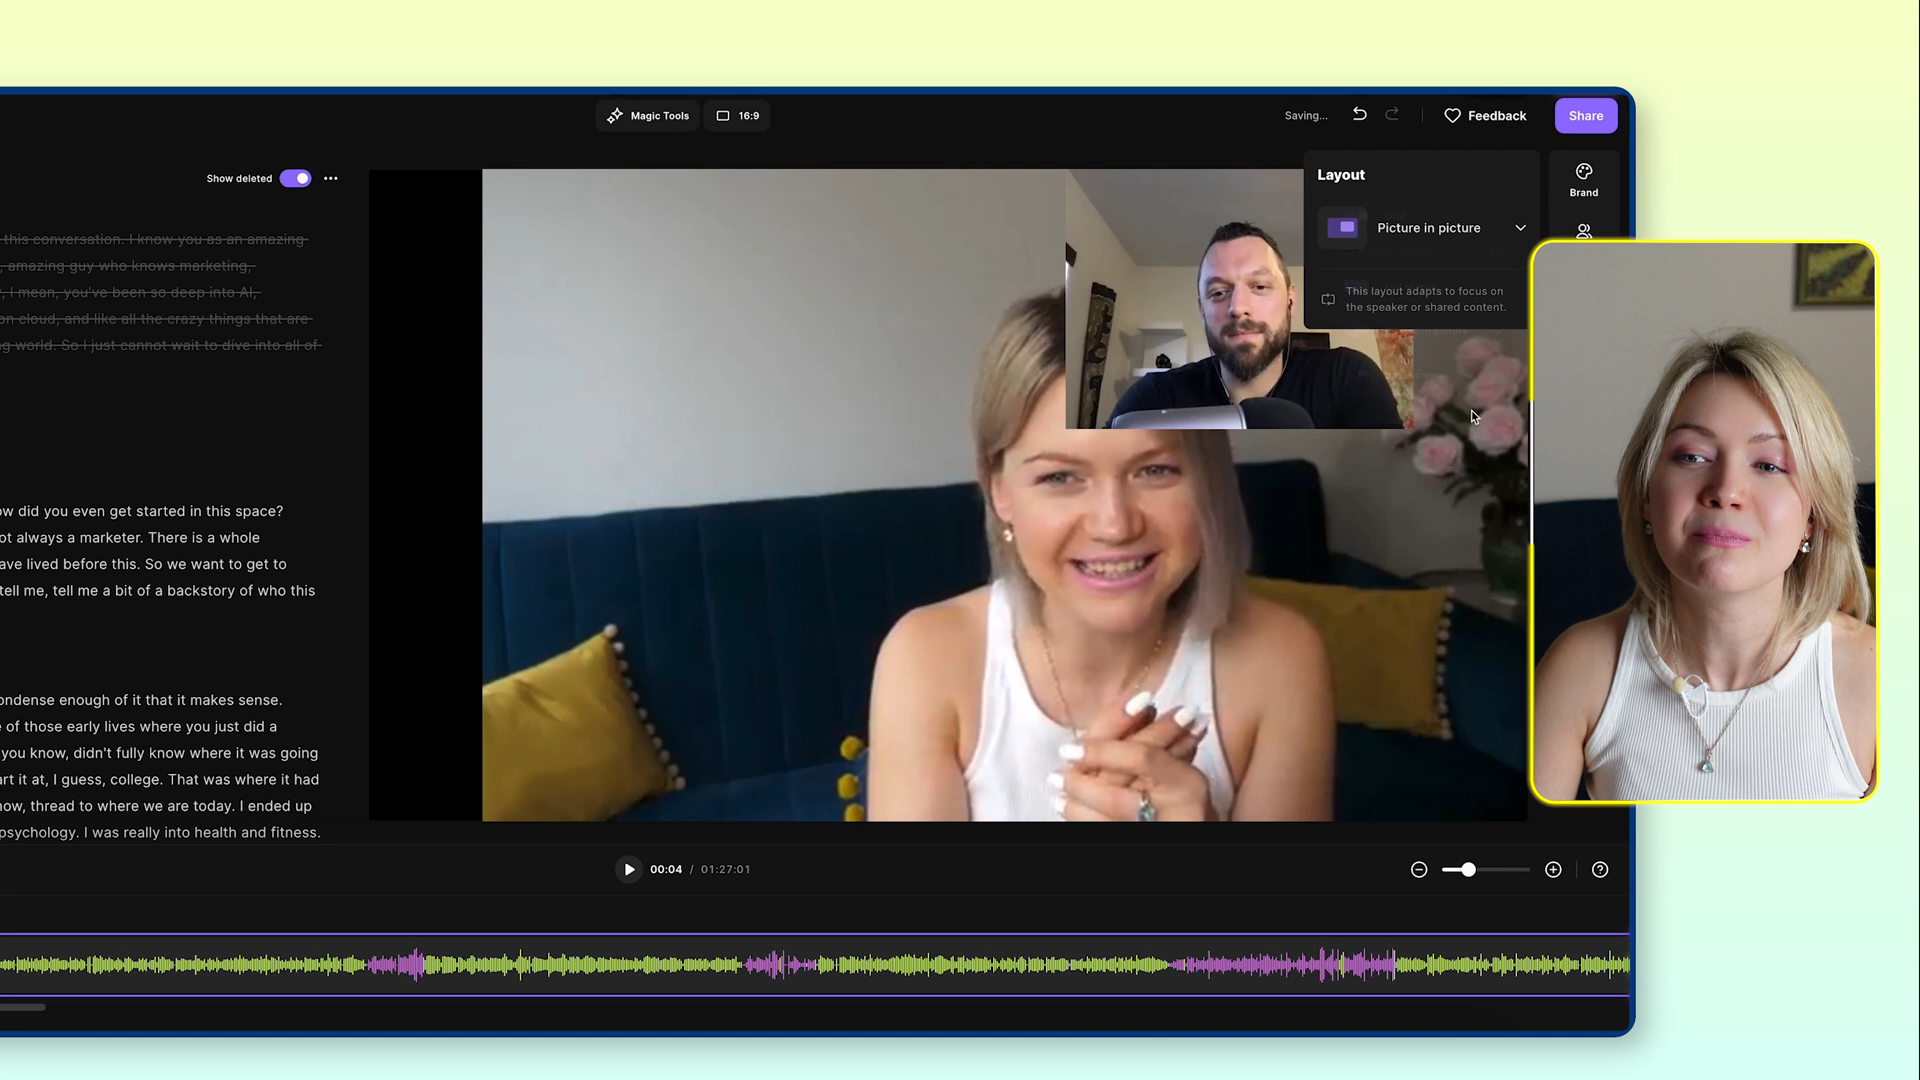 Magic Tools
16:9
Saving...
Feedback
Share
Show deleted
Layout
Brand
Picture in picture
This layout adapts to focus on
the speaker or shared content.
this conversation. I know you as an amazing
, amazing guy who knows marketing,
, I mean, you've been so deep into AI,
on cloud, and like all the crazy things that are
g world. So I just cannot wait to dive into all of
ow did you even get started in this space?
ot always a marketer. There is a whole
ave lived before this. So we want to get to
tell me, tell me a bit of a backstory of who this
ondense enough of it that it makes sense.
e of those early lives where you just did a
you know, didn't fully know where it was going
art it at, I guess, college. That was where it had
now, thread to where we are today. I ended up
psychology. I was really into health and fitness.
00:04 / 01:27:01